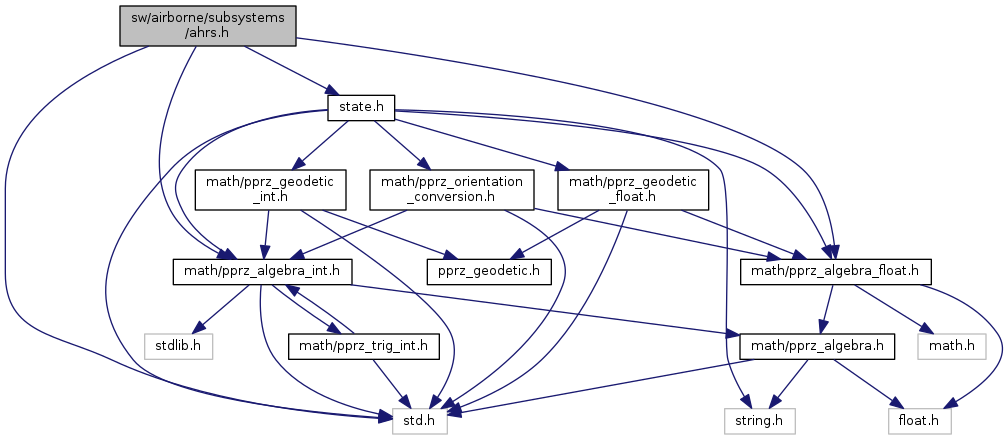 sw/airborne/subsystems
/ahrs.h
state.h
math/pprz_geodetic
_int.h
math/pprz_orientation
_conversion.h
math/pprz_geodetic
_float.h
math/pprz_algebra_int.h
pprz_geodetic.h
math/pprz_algebra_float.h
stdlib.h
math/pprz_trig_int.h
math/pprz_algebra.h
math.h
std.h
string.h
float.h